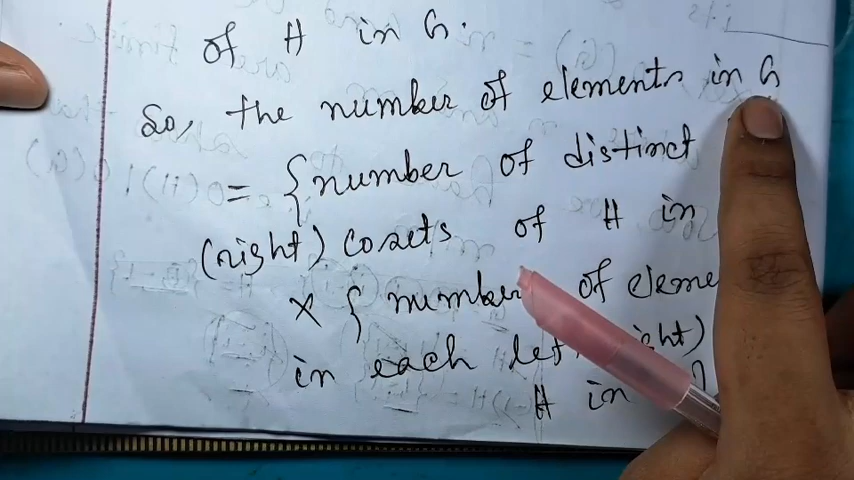 of H in G.
So, the number of elements in G
= {number of distinct
(right) cosets of H in
× { number of eleme
in each left
H in